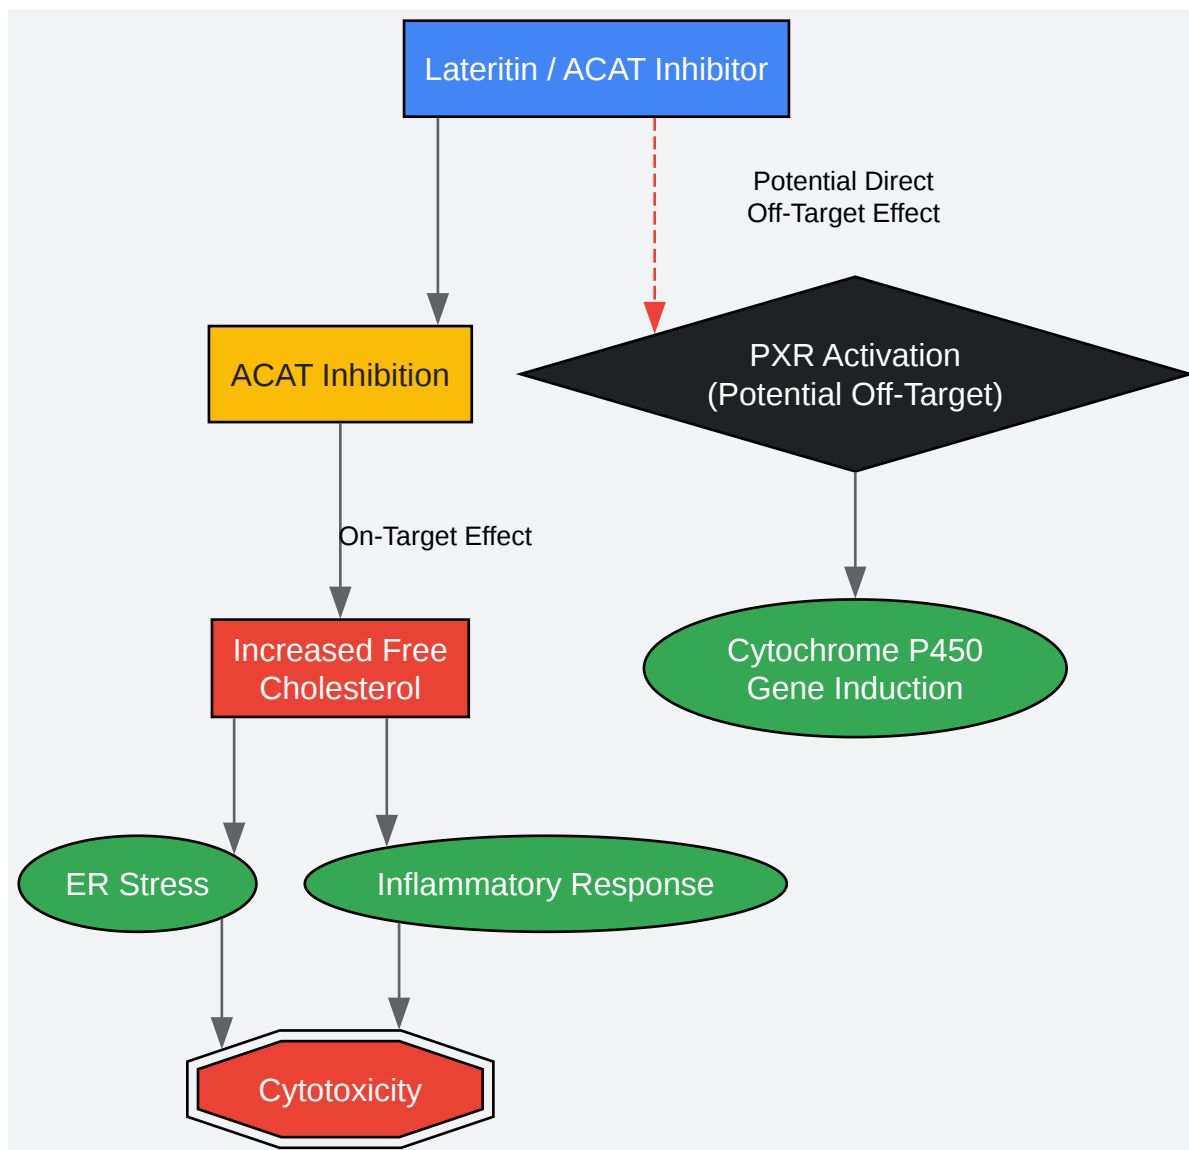 Lateritin / ACAT Inhibitor
Potential Direct
Off-Target Effect
ACAT Inhibition
PXR Activation
(Potential Off-Target)
On-Target Effect
Increased Free
Cholesterol
Cytochrome P450
Gene Induction
ER Stress
Inflammatory Response
Cytotoxicity